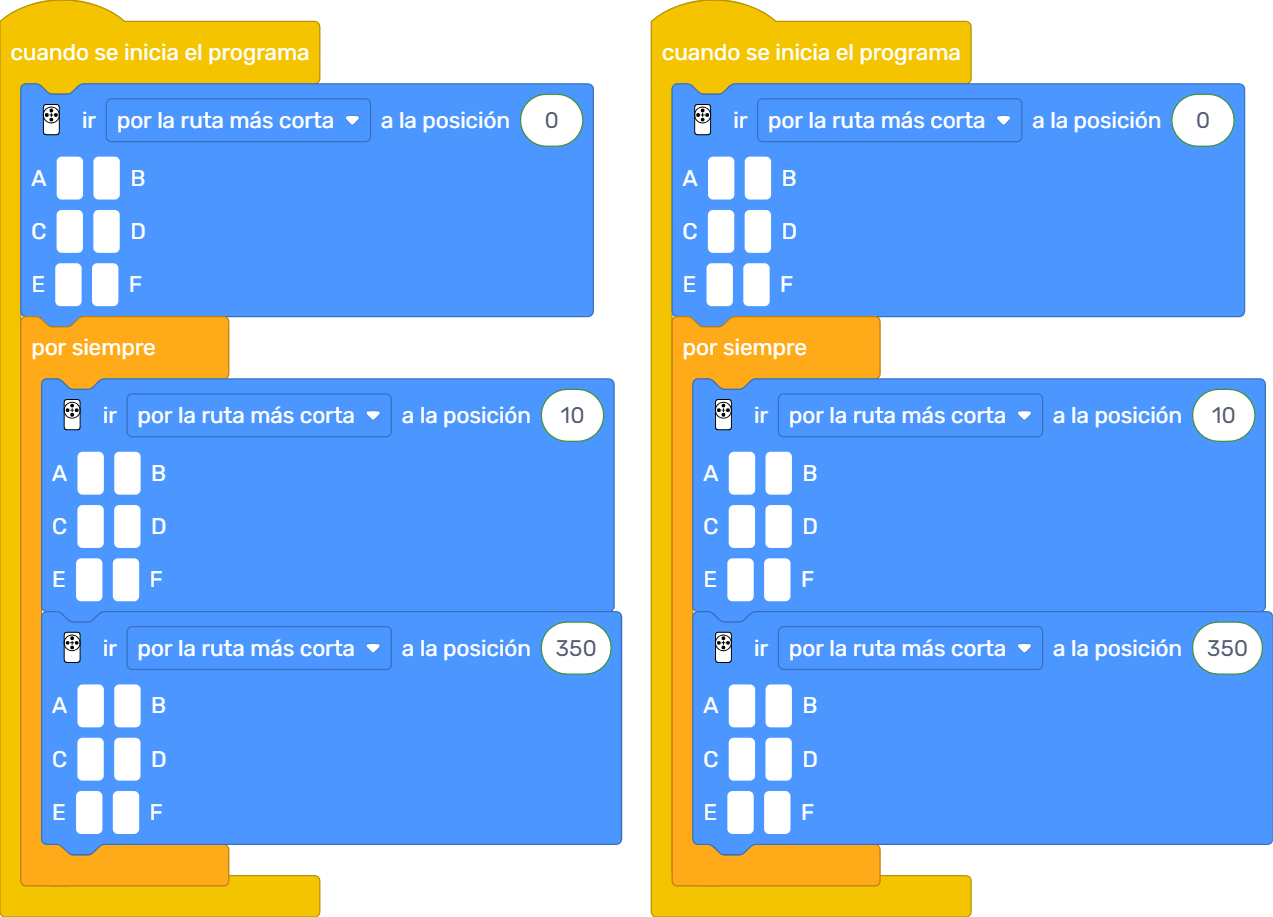 cuando se inicia el programa
ir por la ruta más corta a la posición 0
A B
C D
E F
por siempre
ir por la ruta más corta a la posición 10
A B
C D
E F
ir por la ruta más corta a la posición 350
A B
C D
E F
cuando se inicia el programa
ir por la ruta más corta a la posición 0
A B
C D
E F
por siempre
ir por la ruta más corta a la posición 10
A B
C D
E F
ir por la ruta más corta a la posición 350
A B
C D
E F